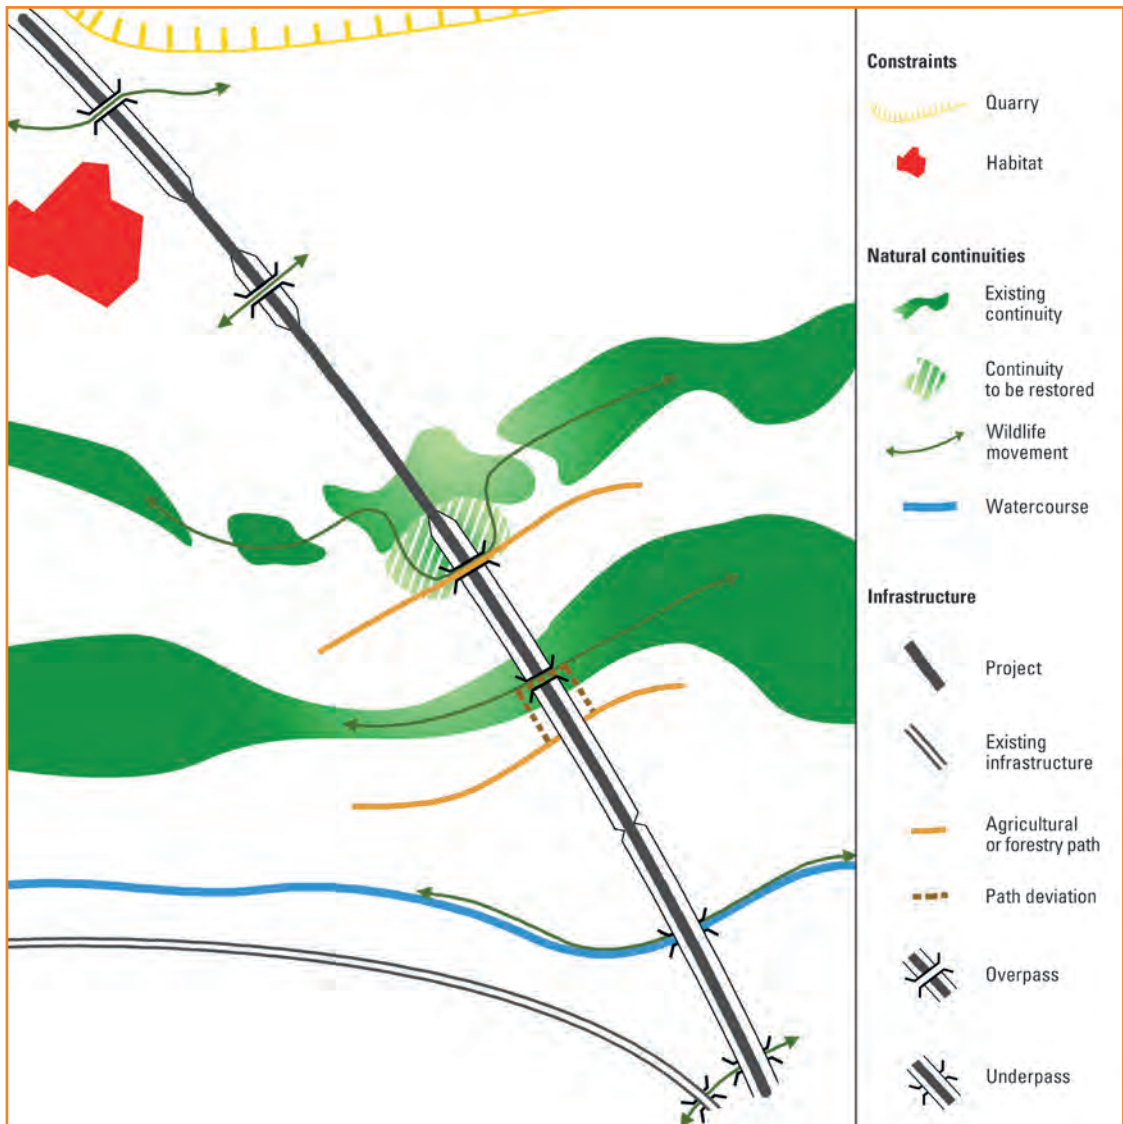 Constraints
Quarry
Habitat
Natural continuities
Existing
continuity
Continuity
to be restored
Wildlife
movement
Watercourse
Infrastructure
Project
Existing
infrastructure
Agricultural
or forestry path
Path deviation
Overpass
Underpass